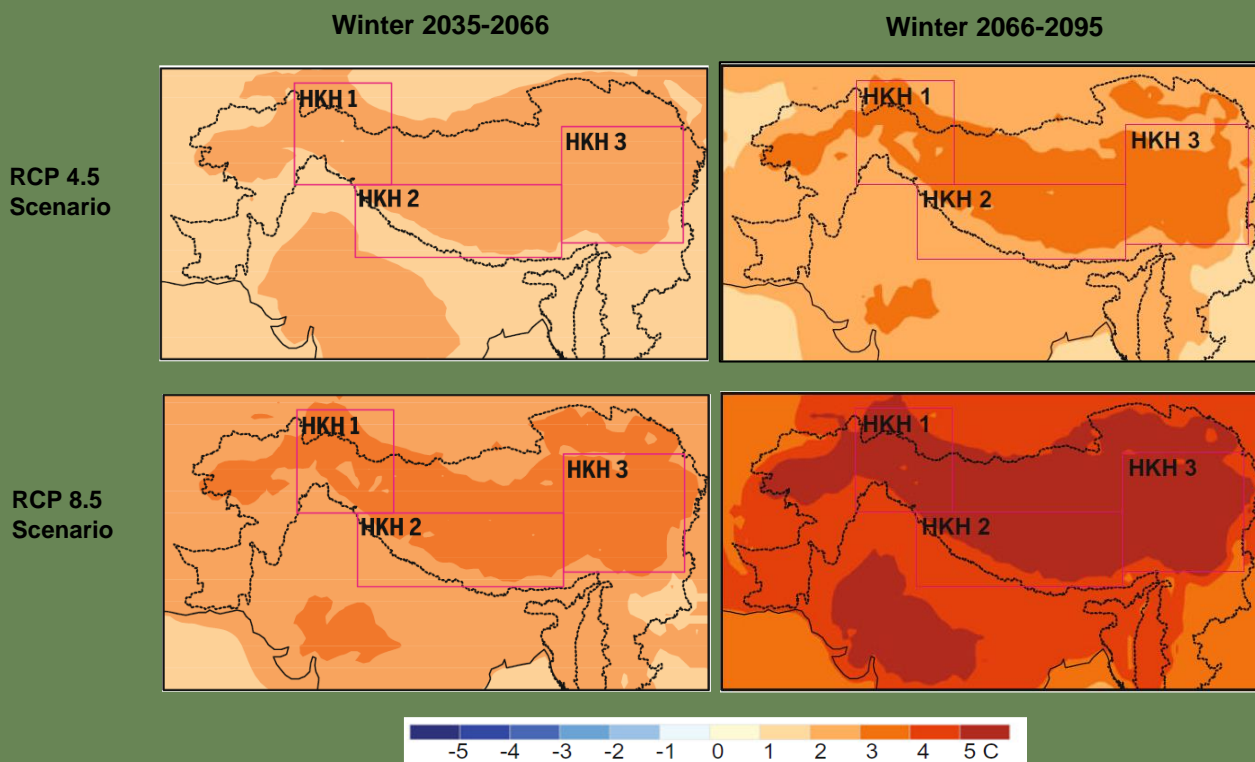 Winter 2035-2066
Winter 2066-2095
RCP 4.5
Scenario
HKH 1
HKH 3
HKH 2
HKH 1
HKH 3
HKH 2
RCP 8.5
Scenario
HKH 1
HKH 3
HKH 2
HKH 1
HKH 3
HKH 2
-5 -4 -3 -2 -1 0 1 2 3 4 5 C